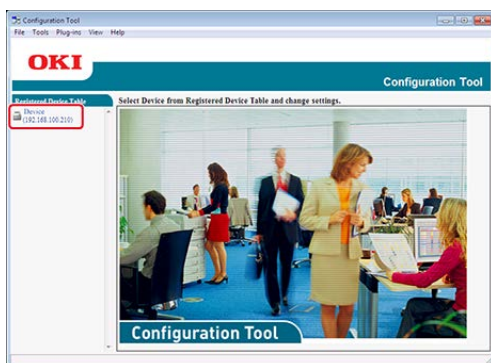 Configuration Tool
File Tools Plug-ins View Help
OKI
Configuration Tool
Registered Device Table
Select Device from Registered Device Table and change settings.
Device
(192.168.100.210)
Configuration Tool